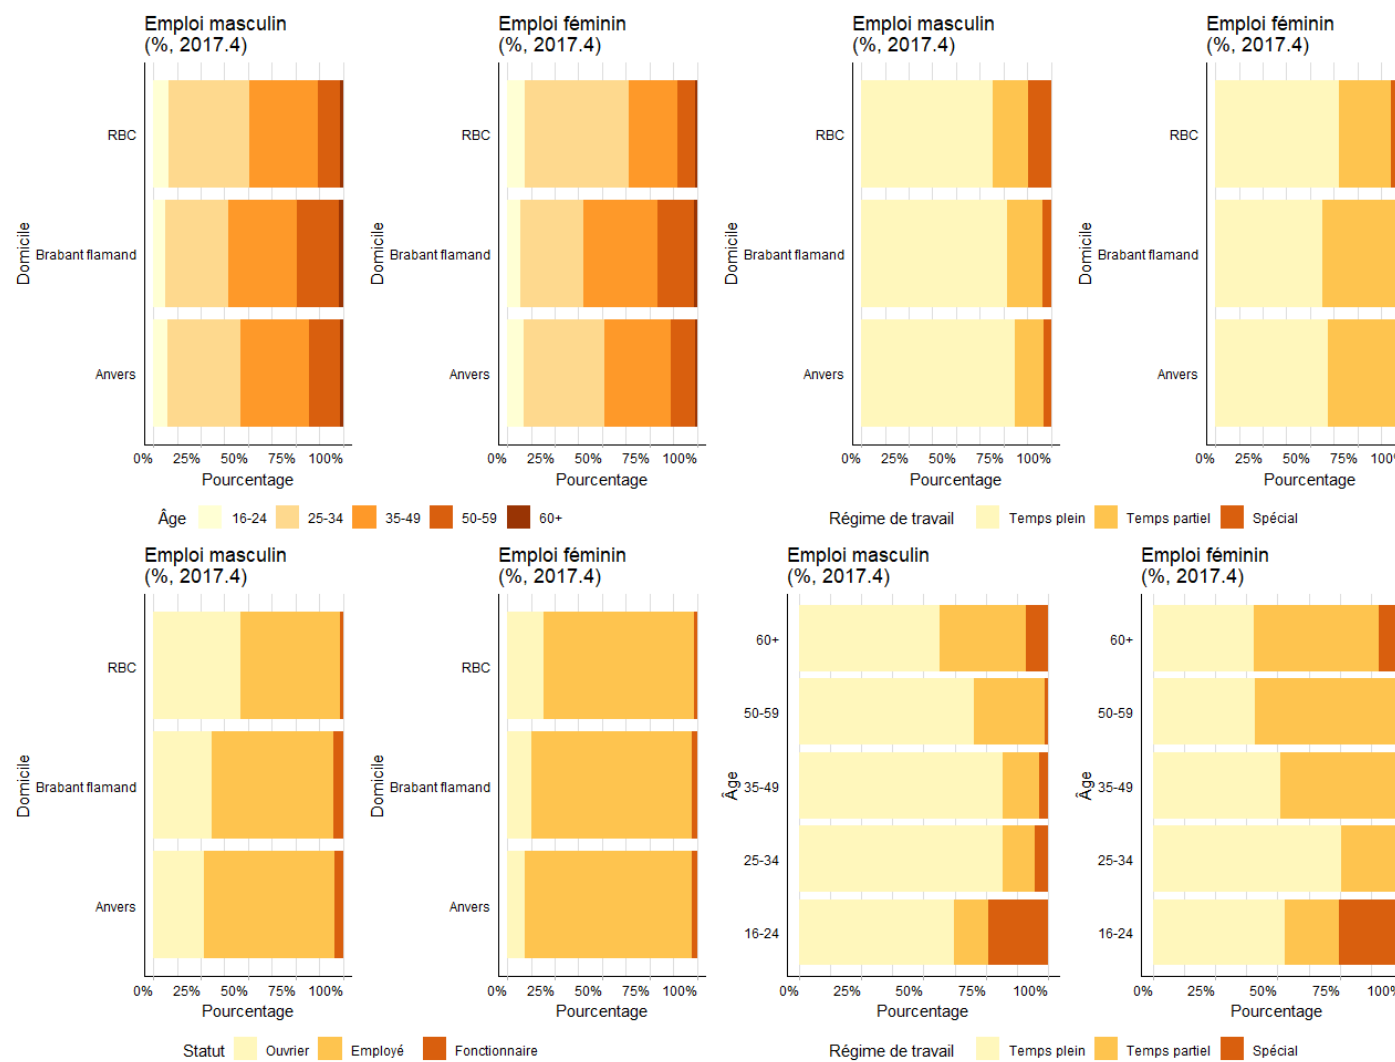 Emploi masculin
(%, 2017.4)
RBC
Brabant flamand
Anvers
Domicile
0% 25% 50% 75% 100%
Pourcentage
Emploi féminin
(%, 2017.4)
RBC
Brabant flamand
Anvers
Domicile
0% 25% 50% 75% 100%
Pourcentage
Âge 16-24 25-34 35-49 50-59 60+
Emploi masculin
(%, 2017.4)
RBC
Brabant flamand
Anvers
Domicile
0% 25% 50% 75% 100%
Pourcentage
Emploi féminin
(%, 2017.4)
RBC
Brabant flamand
Anvers
Domicile
0% 25% 50% 75% 100%
Pourcentage
Régime de travail Temps plein Temps partiel Spécial
Emploi masculin
(%, 2017.4)
RBC
Brabant flamand
Anvers
Domicile
0% 25% 50% 75% 100%
Pourcentage
Emploi féminin
(%, 2017.4)
RBC
Brabant flamand
Anvers
Domicile
0% 25% 50% 75% 100%
Pourcentage
Statut Ouvrier Employé Fonctionnaire
Emploi masculin
(%, 2017.4)
60+
50-59
35-49
25-34
16-24
Âge
0% 25% 50% 75% 100%
Pourcentage
Emploi féminin
(%, 2017.4)
60+
50-59
35-49
25-34
16-24
Âge
0% 25% 50% 75% 100%
Pourcentage
Régime de travail Temps plein Temps partiel Spécial